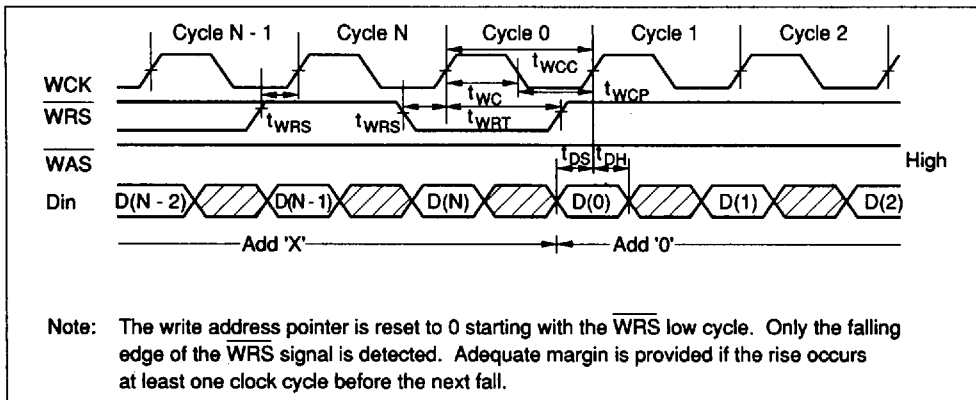 Cycle N - 1 Cycle N Cycle 0 Cycle 1 Cycle 2
tWCC
WCK
tWC tWCP
WRS
tWRS tWRS tWRT
WAS tDS tDH High
Din D(N - 2) D(N - 1) D(N) D(0) D(1) D(2)
Add 'X' Add '0'
Note: The write address pointer is reset to 0 starting with the WRS low cycle. Only the falling
edge of the WRS signal is detected. Adequate margin is provided if the rise occurs
at least one clock cycle before the next fall.